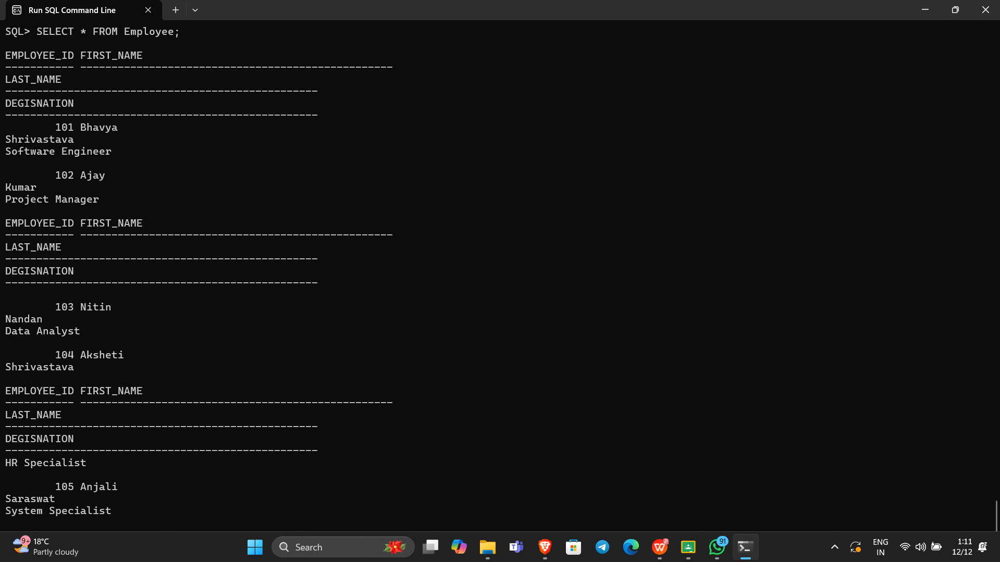 Run SQL Command Line
SQL> SELECT * FROM Employee;
EMPLOYEE_ID FIRST_NAME
----------- --------------------------------------------------
LAST_NAME
--------------------------------------------------
DEGISNATION
--------------------------------------------------
101 Bhavya
Shrivastava
Software Engineer
102 Ajay
Kumar
Project Manager
EMPLOYEE_ID FIRST_NAME
----------- --------------------------------------------------
LAST_NAME
--------------------------------------------------
DEGISNATION
--------------------------------------------------
103 Nitin
Nandan
Data Analyst
104 Aksheti
Shrivastava
EMPLOYEE_ID FIRST_NAME
----------- --------------------------------------------------
LAST_NAME
--------------------------------------------------
DEGISNATION
--------------------------------------------------
HR Specialist
105 Anjali
Saraswat
System Specialist
9+ 18°C
Partly cloudy
Search
91
ENG
IN
1:11
12/12